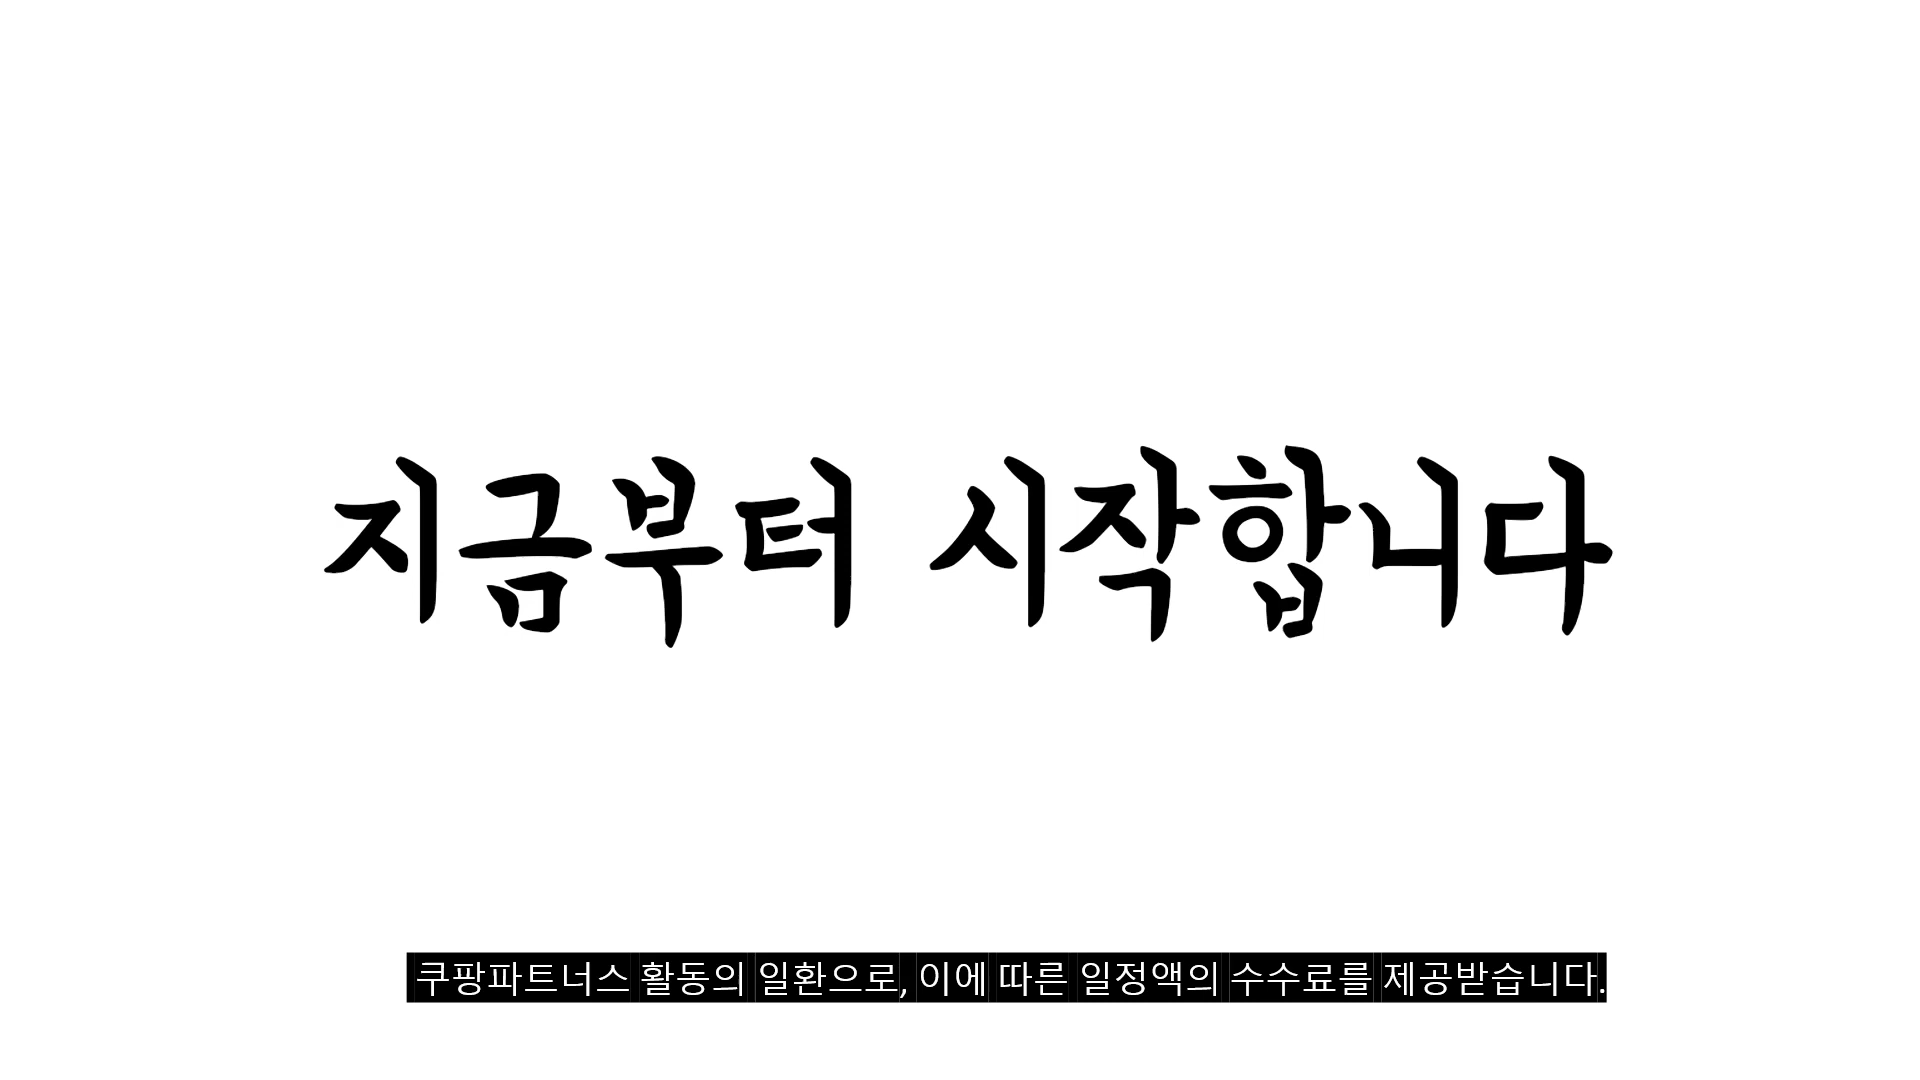 지금부터 시작합니다
쿠팡파트너스 활동의 일환으로, 이에 따른 일정액의 수수료를 제공받습니다.